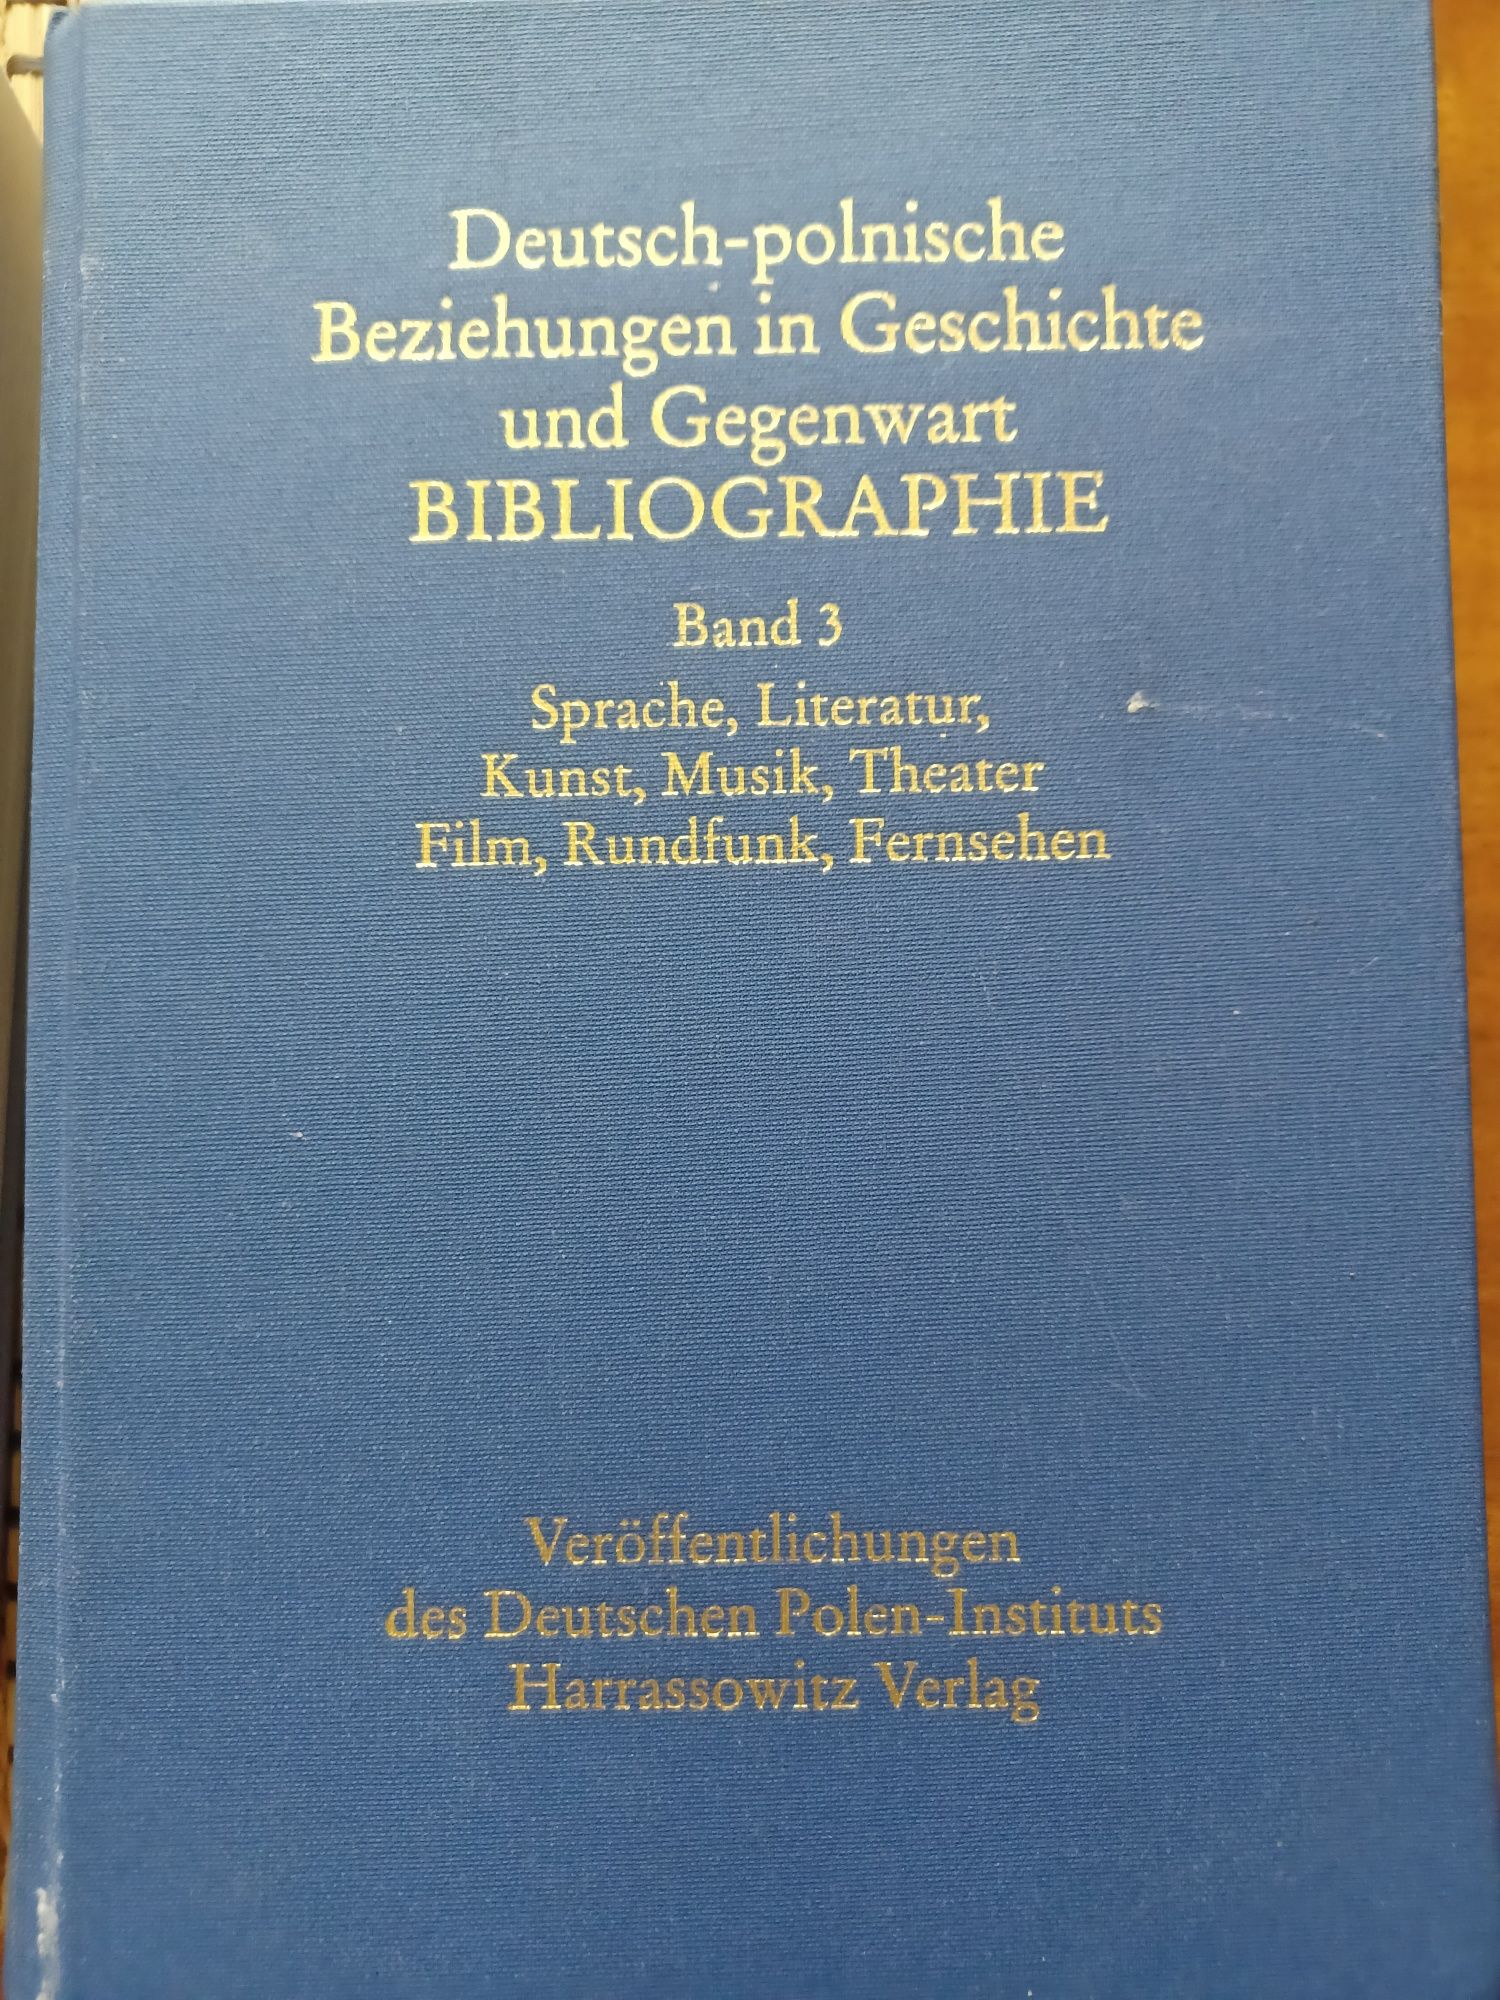 Deutsch-polnische
Beziehungen in Geschichte
und Gegenwart
BIBLIOGRAPHIE
Band 3
Sprache, Literatur,
Kunst, Musik, Theater
Film, Rundfunk, Fernsehen
Veröffentlichungen
des Deutschen Polen-Instituts
Harrassowitz Verlag